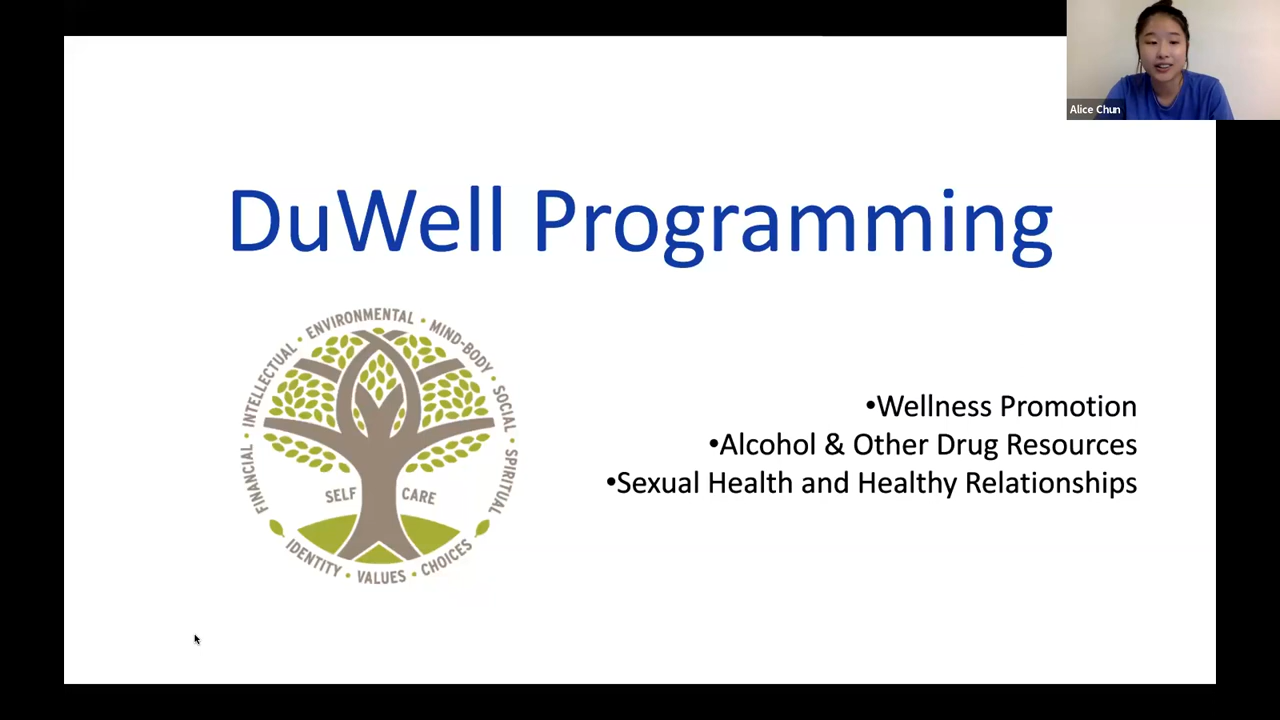 Alice Chun
DuWell Programming
FINANCIAL • INTELLECTUAL • ENVIRONMENTAL • MIND-BODY • SOCIAL • SPIRITUAL
SELF CARE
IDENTITY • VALUES • CHOICES
•Wellness Promotion
•Alcohol & Other Drug Resources
•Sexual Health and Healthy Relationships